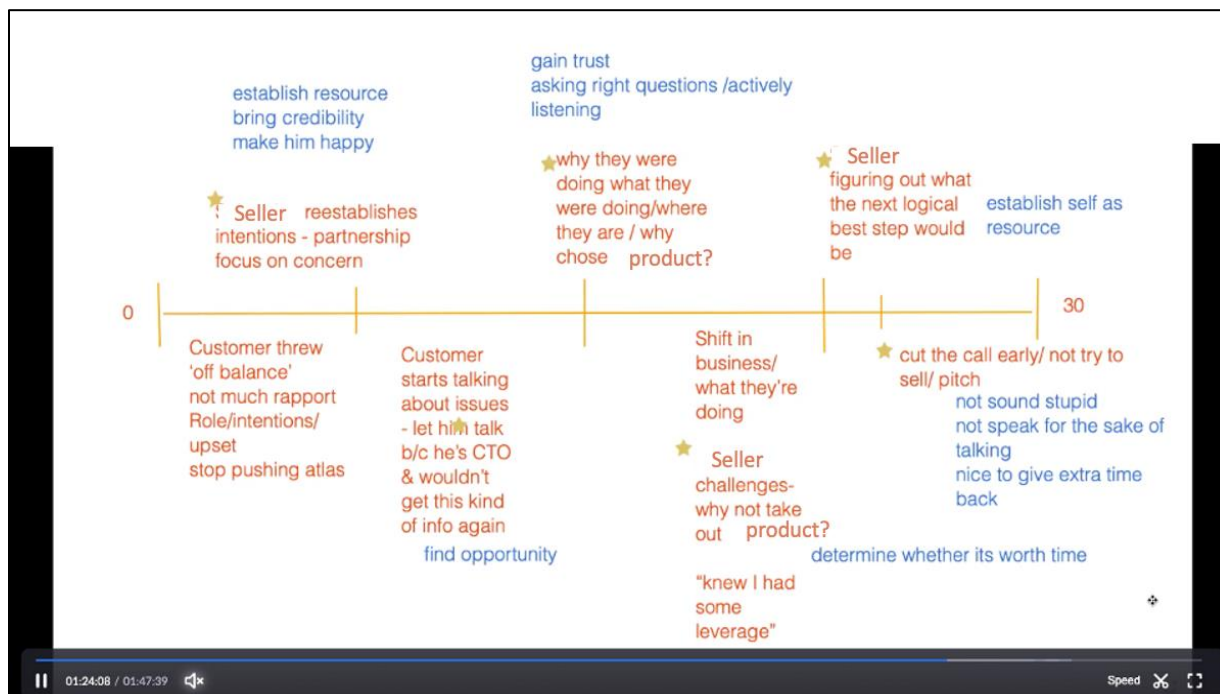 gain trust
asking right questions /actively
listening
establish resource
bring credibility
make him happy
why they were
doing what they
were doing/where
they are / why
chose product?
Seller
figuring out what
the next logical
best step would
be
establish self as
resource
Seller reestablishes
intentions - partnership
focus on concern
0
30
Customer threw
'off balance'
not much rapport
Role/intentions/
upset
stop pushing atlas
Customer
starts talking
about issues
- let him talk
b/c he's CTO
& wouldn't
get this kind
of info again
find opportunity
Shift in
business/
what they're
doing
Seller
challenges-
why not take
out product?
"knew I had
some
leverage"
cut the call early/ not try to
sell/ pitch
not sound stupid
not speak for the sake of
talking
nice to give extra time
back
determine whether its worth time
01:24:08 / 01:47:39
Speed